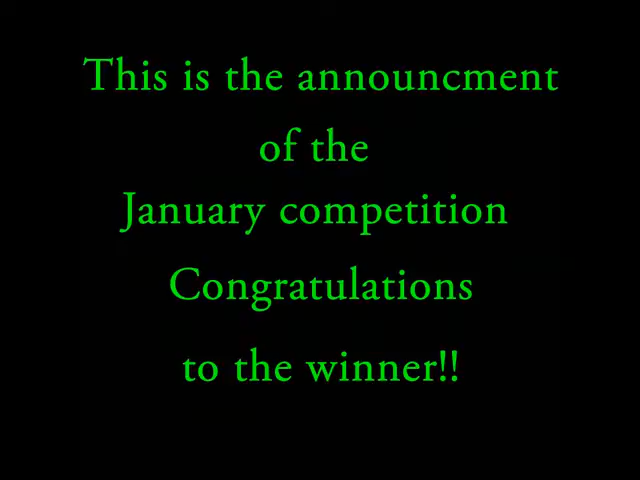 This is the announcment
of the
January competition
Congratulations
to the winner!!